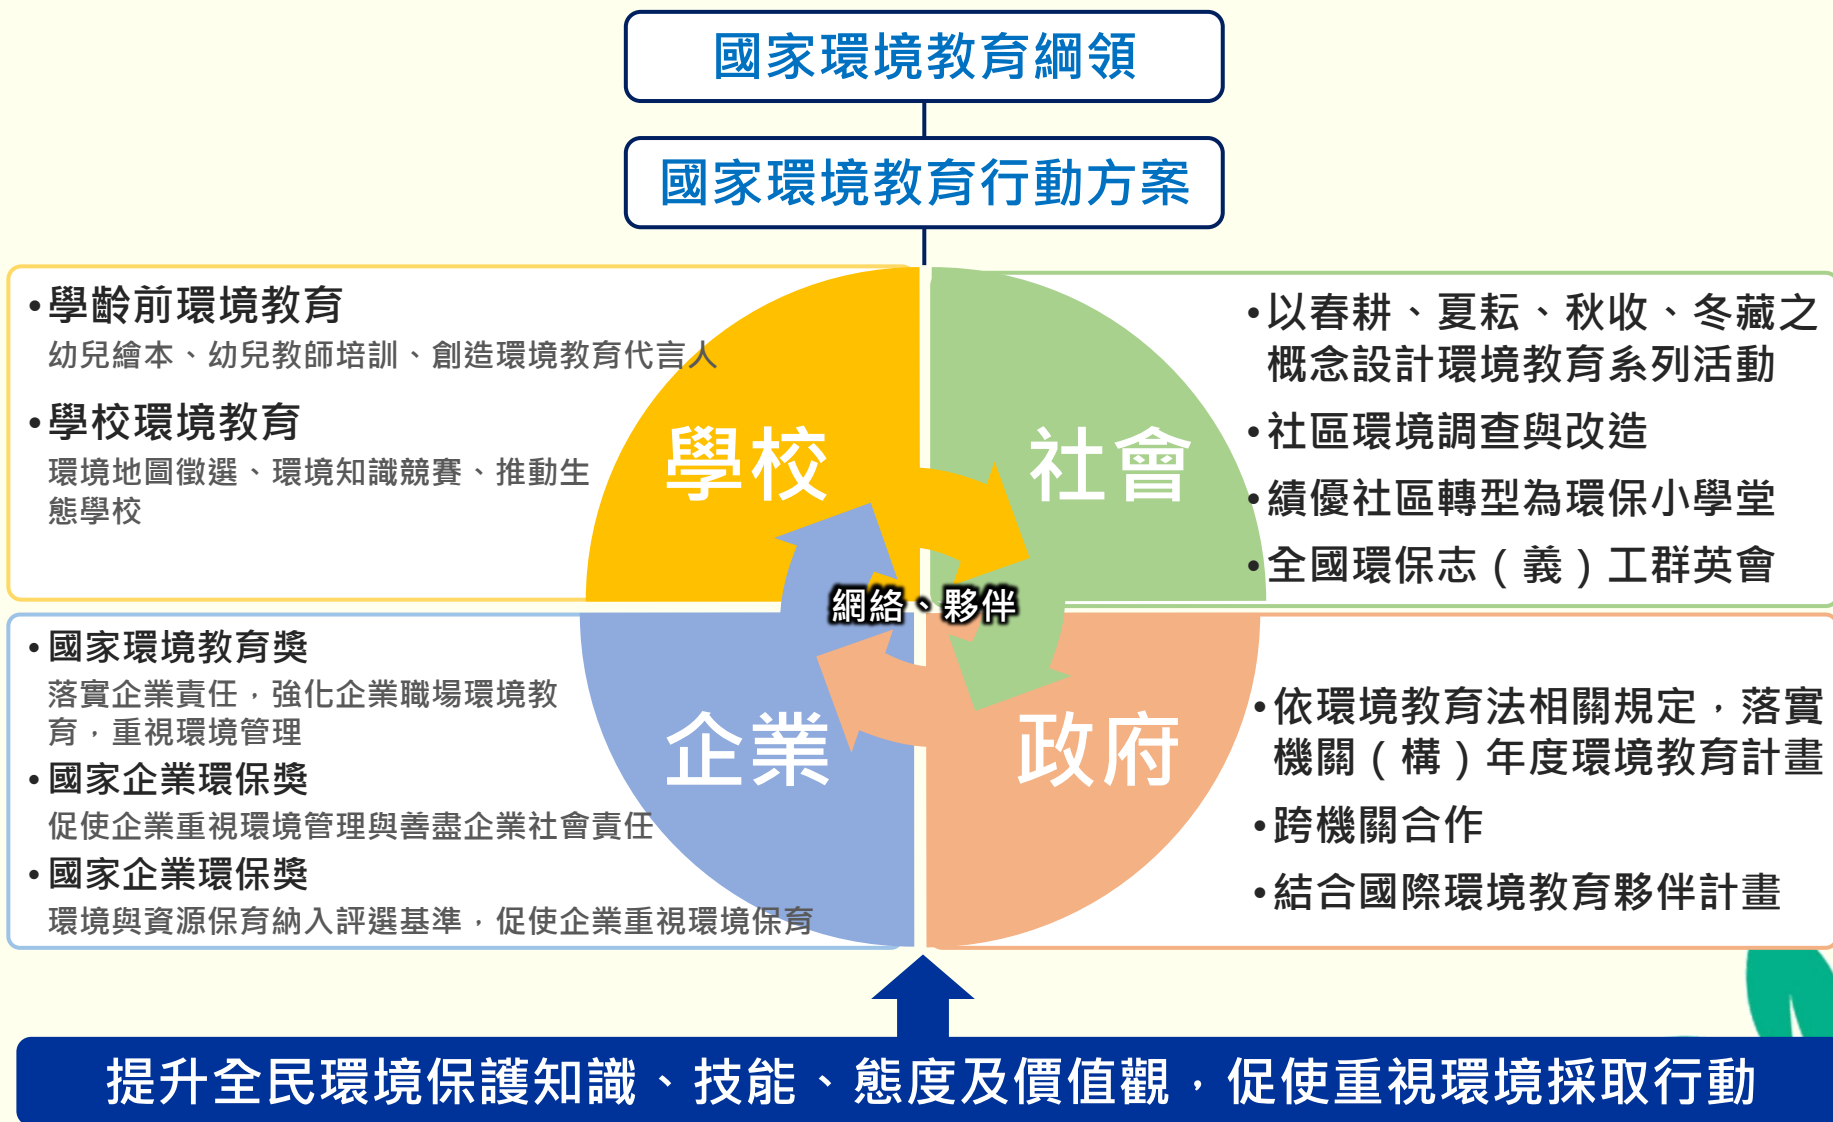 國家環境教育綱領
國家環境教育行動方案
•學齡前環境教育
幼兒繪本、幼兒教師培訓、創造環境教育代言人
•學校環境教育
環境地圖徵選、環境知識競賽、推動生
態學校
學校
社會
•以春耕、夏耘、秋收、冬藏之
概念設計環境教育系列活動
•社區環境調查與改造
•績優社區轉型為環保小學堂
•全國環保志（義）工群英會
網絡、夥伴
•國家環境教育獎
落實企業責任，強化企業職場環境教
育，重視環境管理
•國家企業環保獎
促使企業重視環境管理與善盡企業社會責任
•國家企業環保獎
環境與資源保育納入評選基準，促使企業重視環境保育
企業
政府
•依環境教育法相關規定，落實
機關（構）年度環境教育計畫
•跨機關合作
•結合國際環境教育夥伴計畫
提升全民環境保護知識、技能、態度及價值觀，促使重視環境採取行動